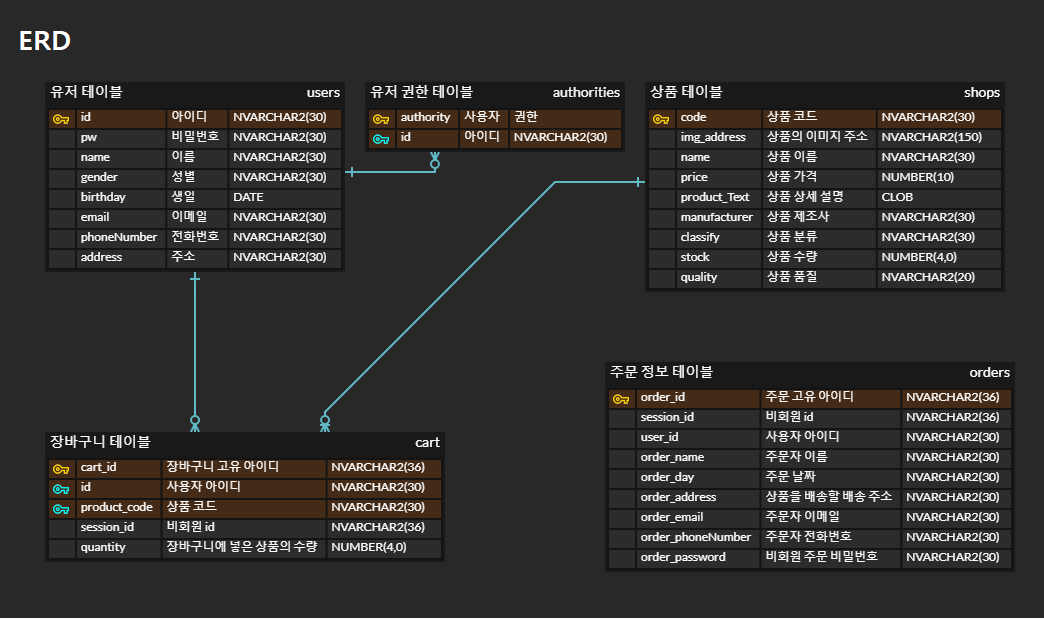 ERD
유저 테이블 users
id 아이디 NVARCHAR2(30)
pw 비밀번호 NVARCHAR2(30)
name 이름 NVARCHAR2(30)
gender 성별 NVARCHAR2(30)
birthday 생일 DATE
email 이메일 NVARCHAR2(30)
phoneNumber 전화번호 NVARCHAR2(30)
address 주소 NVARCHAR2(30)
유저 권한 테이블 authorities
authority 사용자 권한
id 아이디 NVARCHAR2(30)
상품 테이블 shops
code 상품 코드 NVARCHAR2(30)
img_address 상품의 이미지 주소 NVARCHAR2(150)
name 상품 이름 NVARCHAR2(30)
price 상품 가격 NUMBER(10)
product_Text 상품 상세 설명 CLOB
manufacturer 상품 제조사 NVARCHAR2(30)
classify 상품 분류 NVARCHAR2(30)
stock 상품 수량 NUMBER(4,0)
quality 상품 품질 NVARCHAR2(20)
장바구니 테이블 cart
cart_id 장바구니 고유 아이디 NVARCHAR2(36)
id 사용자 아이디 NVARCHAR2(30)
product_code 상품 코드 NVARCHAR2(30)
session_id 비회원 id NVARCHAR2(36)
quantity 장바구니에 넣은 상품의 수량 NUMBER(4,0)
주문 정보 테이블 orders
order_id 주문 고유 아이디 NVARCHAR2(36)
session_id 비회원 id NVARCHAR2(36)
user_id 사용자 아이디 NVARCHAR2(30)
order_name 주문자 이름 NVARCHAR2(30)
order_day 주문 날짜 NVARCHAR2(30)
order_address 상품을 배송할 배송 주소 NVARCHAR2(30)
order_email 주문자 이메일 NVARCHAR2(30)
order_phoneNumber 주문자 전화번호 NVARCHAR2(30)
order_password 비회원 주문 비밀번호 NVARCHAR2(30)